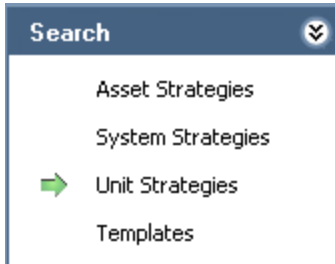 Search
Asset Strategies
System Strategies
Unit Strategies
Templates